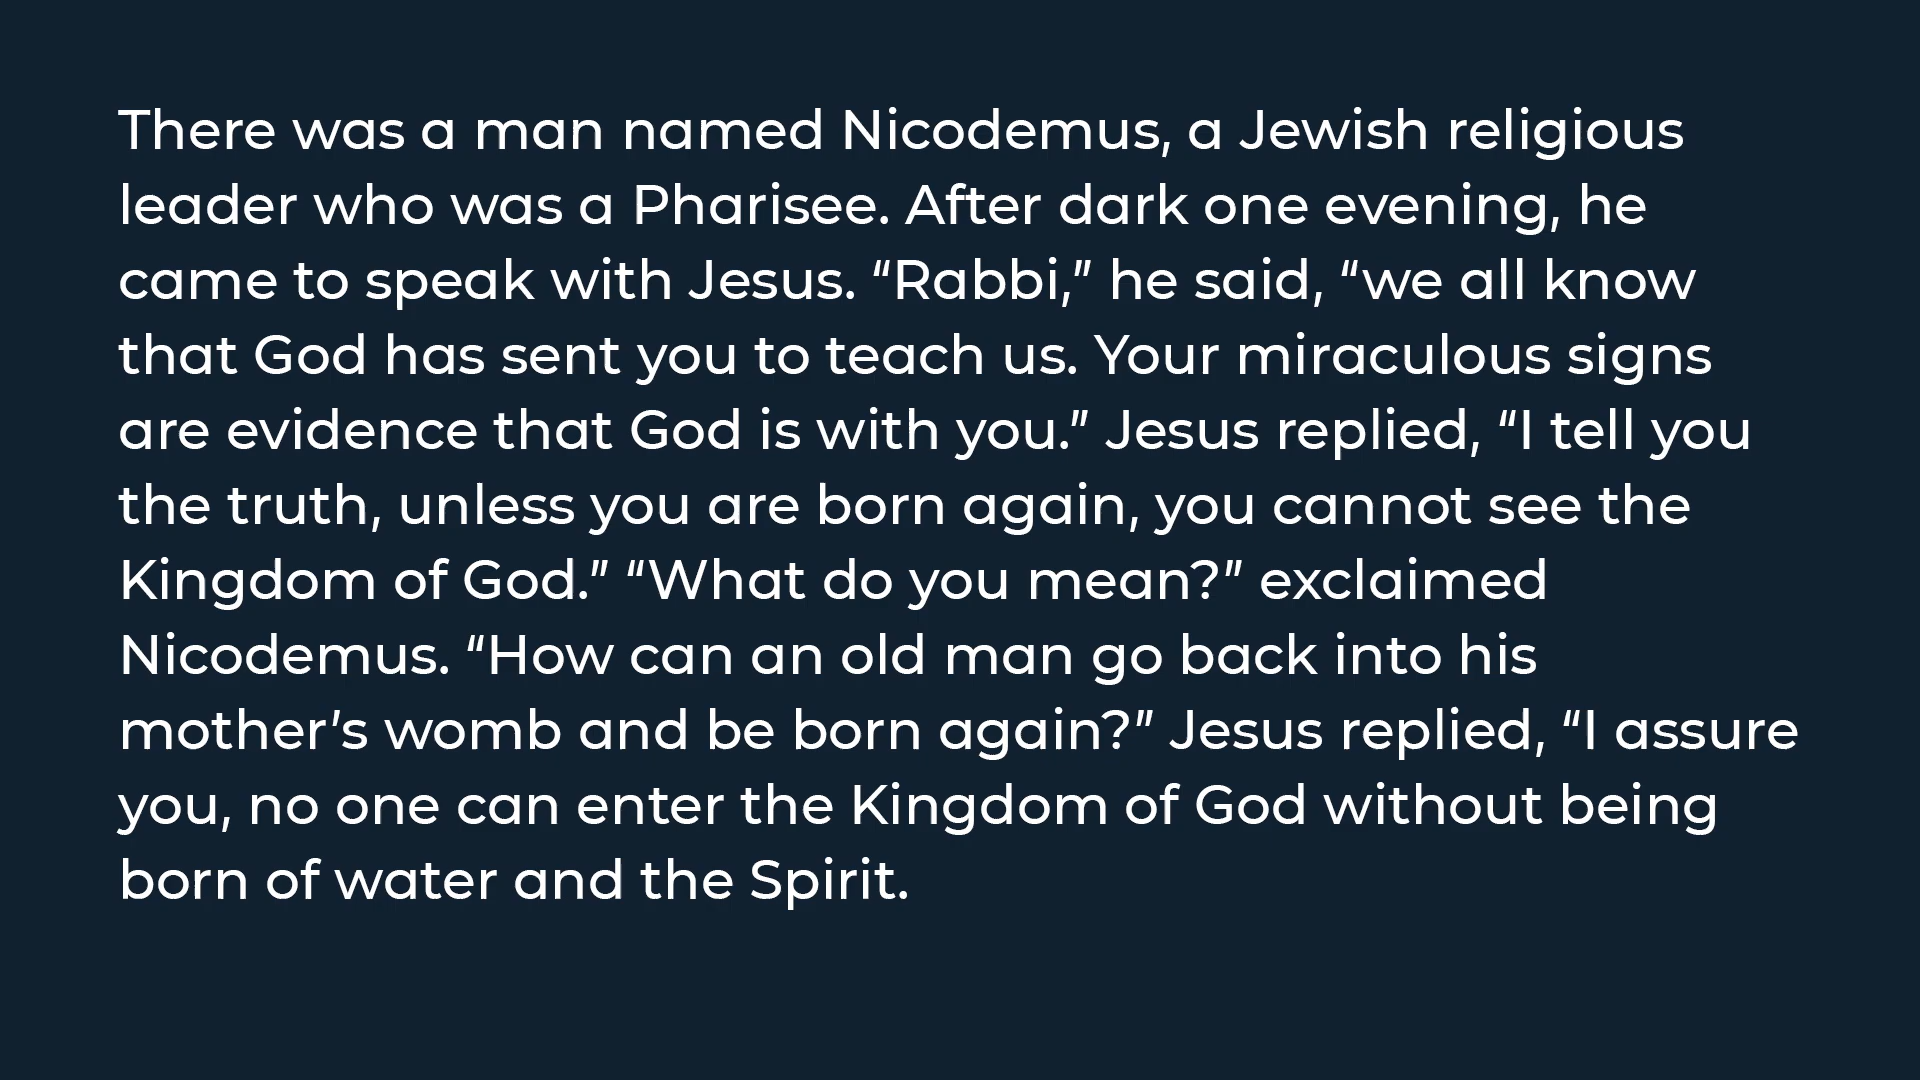 There was a man named Nicodemus, a Jewish religious
leader who was a Pharisee. After dark one evening, he
came to speak with Jesus. “Rabbi,” he said, “we all know
that God has sent you to teach us. Your miraculous signs
are evidence that God is with you.” Jesus replied, “I tell you
the truth, unless you are born again, you cannot see the
Kingdom of God.” “What do you mean?” exclaimed
Nicodemus. “How can an old man go back into his
mother’s womb and be born again?” Jesus replied, “I assure
you, no one can enter the Kingdom of God without being
born of water and the Spirit.